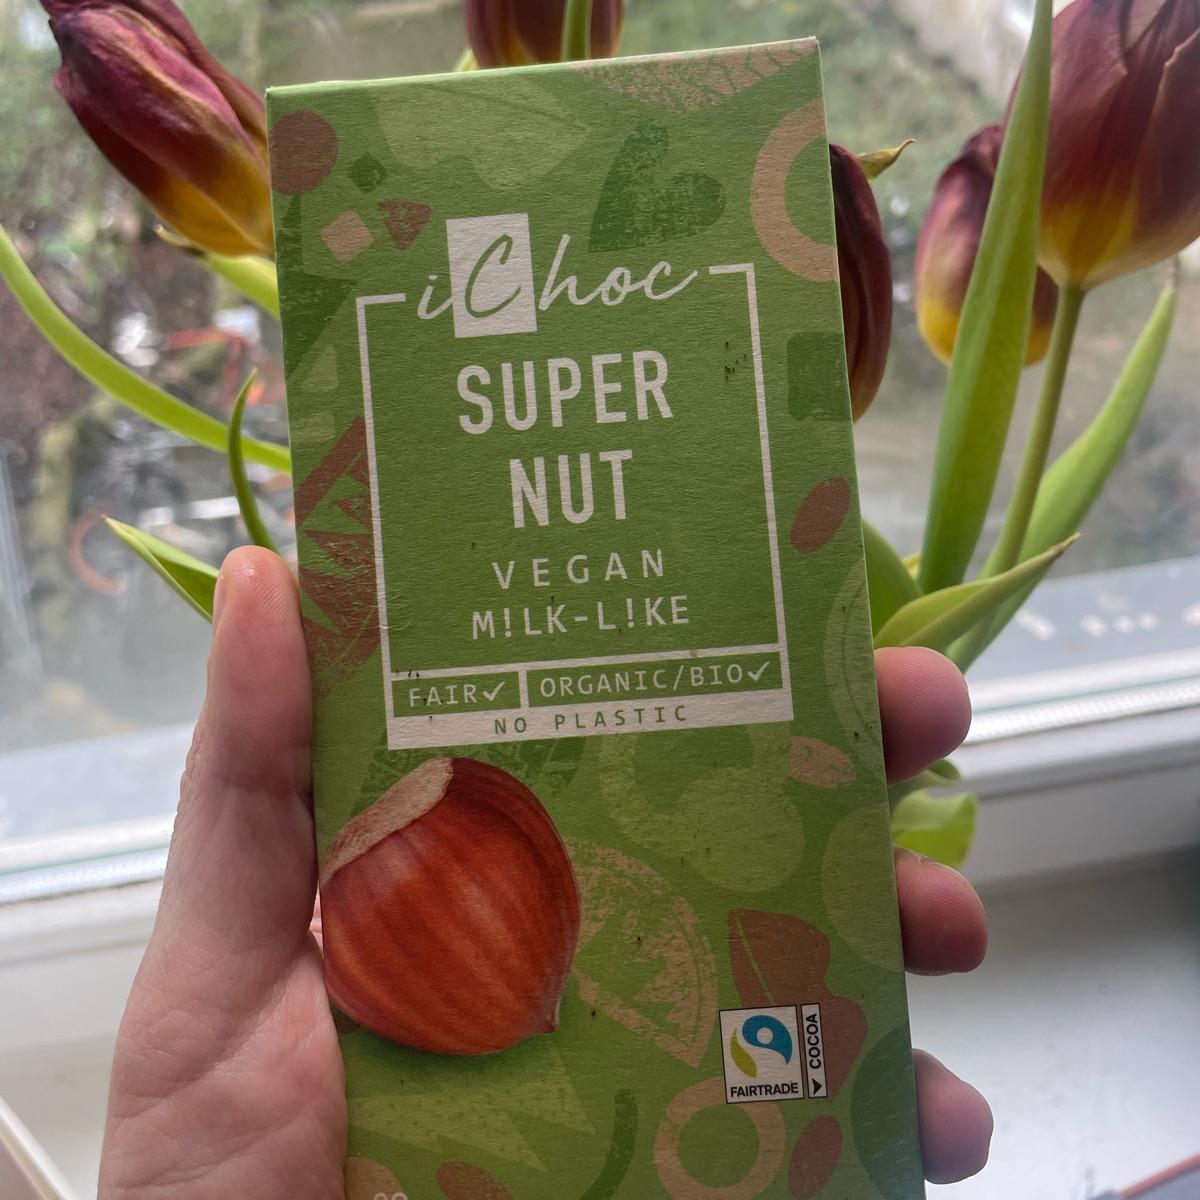 iChoc
SUPER
NUT
VEGAN
M!LK-L!KE
FAIR✓ ORGANIC/BIO✓
NO PLASTIC
FAIRTRADE
COCOA